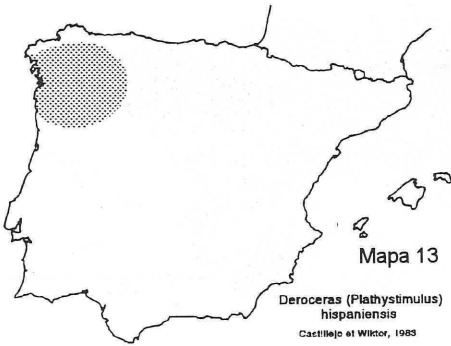 Mapa 13
Deroceras (Plathystimulus)
hispaniensis
Castillejo et Wiktor, 1983